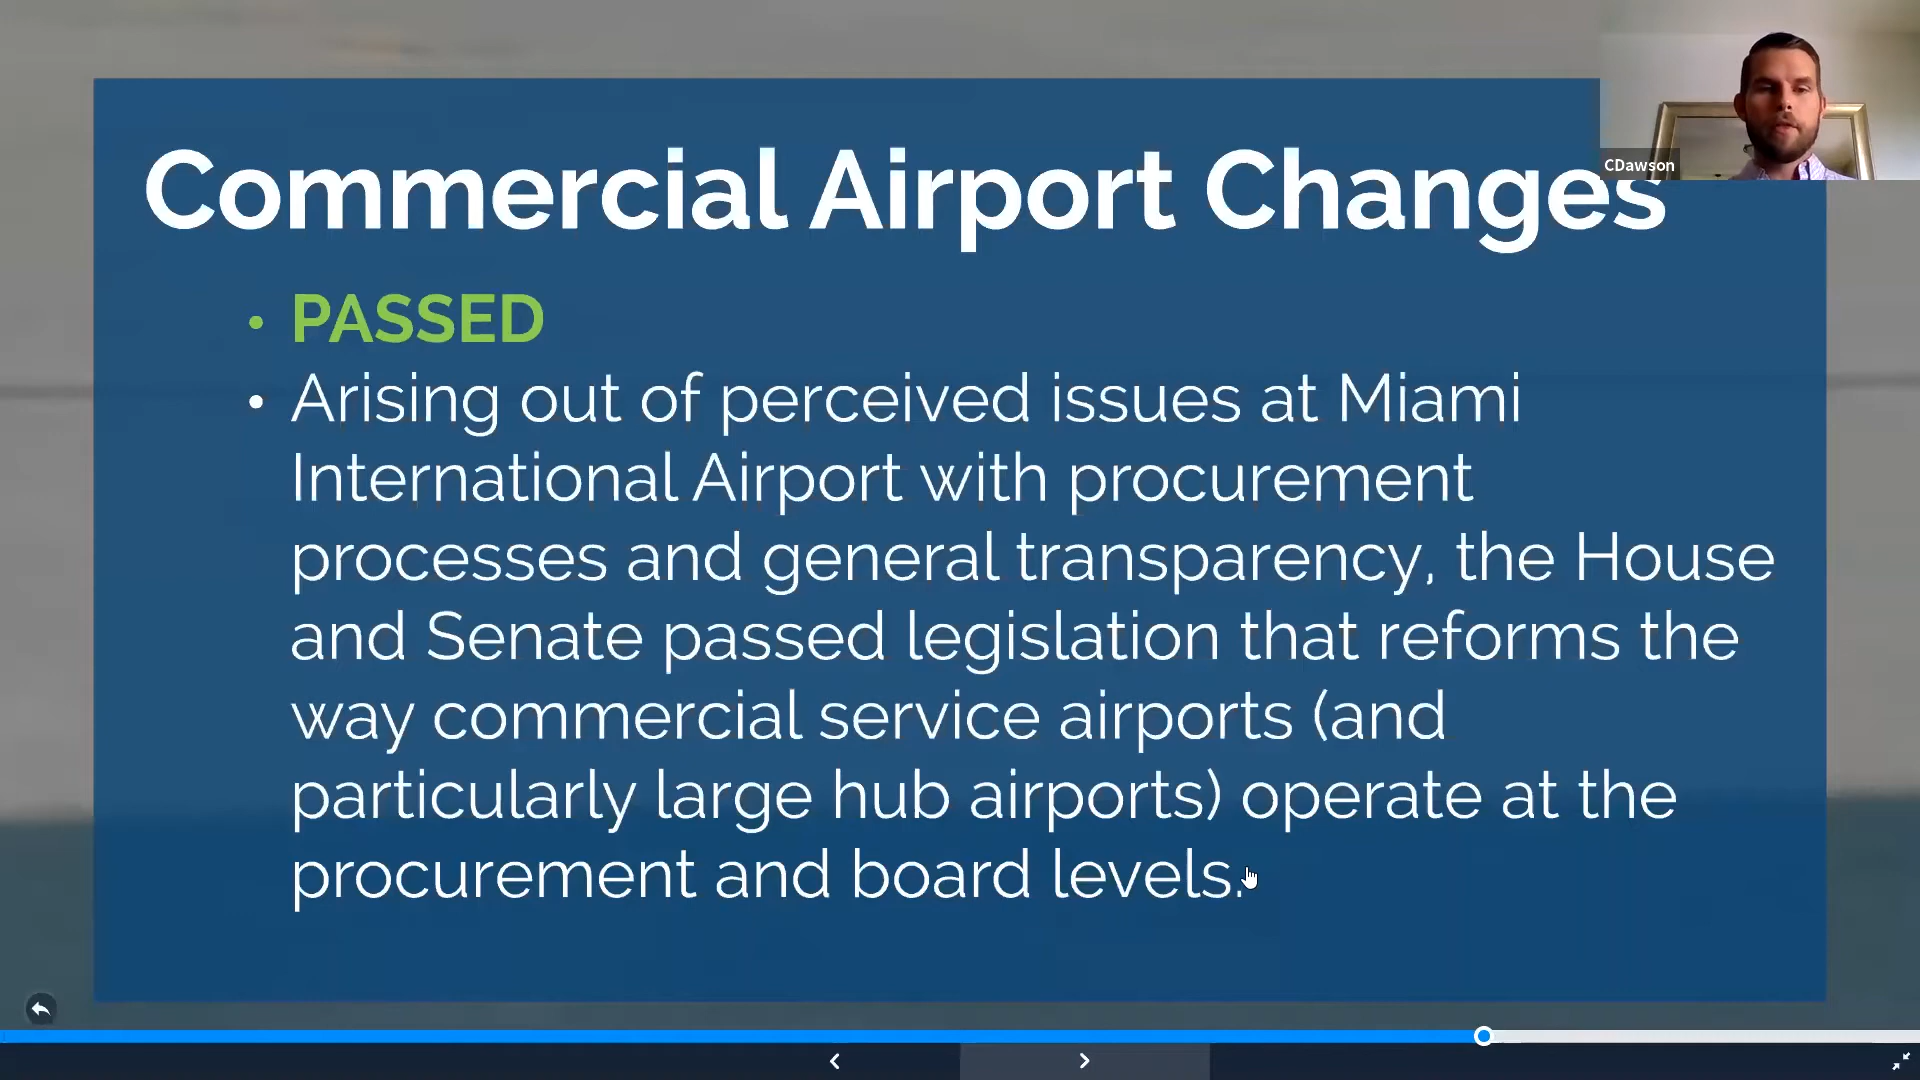 CDawson
Commercial Airport Changes
• PASSED
• Arising out of perceived issues at Miami
International Airport with procurement
processes and general transparency, the House
and Senate passed legislation that reforms the
way commercial service airports (and
particularly large hub airports) operate at the
procurement and board levels.